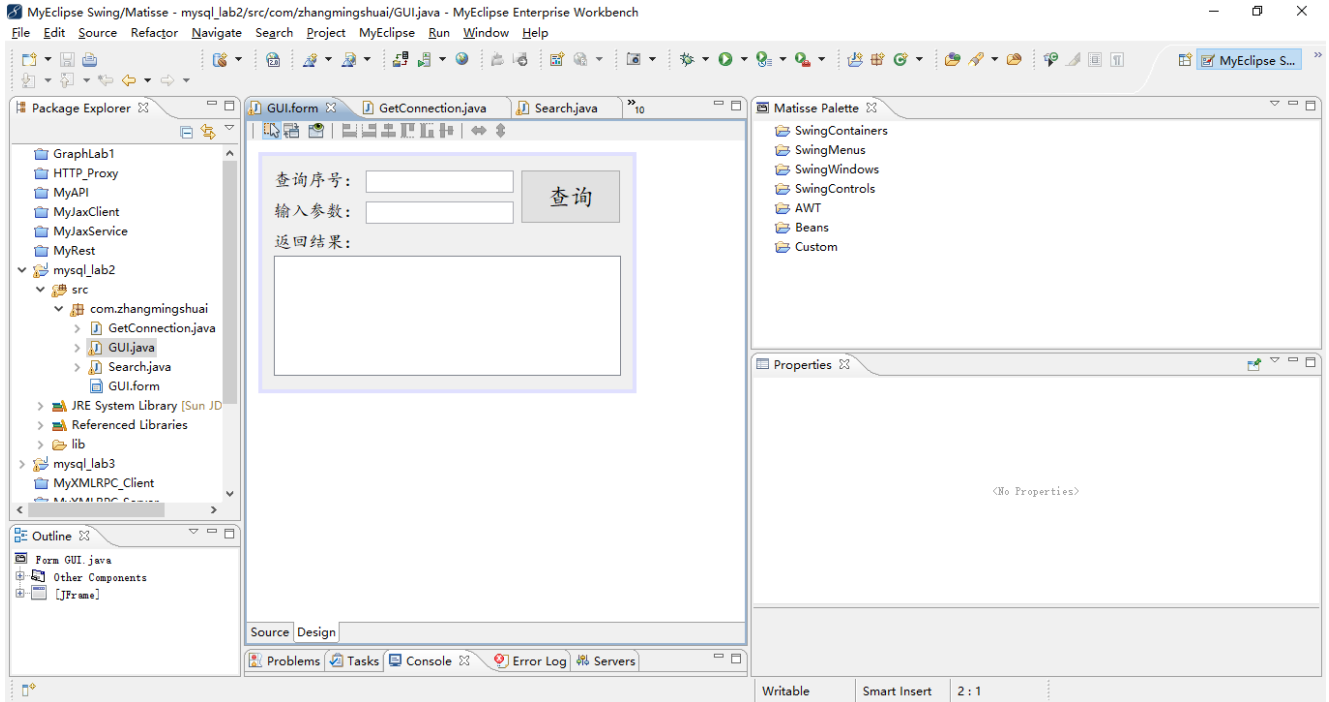 MyEclipse Swing/Matisse - mysql_lab2/src/com/zhangmingshuai/GUI.java - MyEclipse Enterprise Workbench
File Edit Source Refactor Navigate Search Project MyEclipse Run Window Help
MyEclipse S...
»
Package Explorer
GraphLab1
HTTP_Proxy
MyAPI
MyJaxClient
MyJaxService
MyRest
mysql_lab2
src
com.zhangmingshuai
GetConnection.java
GUI.java
Search.java
GUI.form
JRE System Library [Sun JD
Referenced Libraries
lib
mysql_lab3
MyXMLRPC_Client
Outline
Form GUI.java
Other Components
[JFrame]
GUI.form GetConnection.java Search.java »10
查询序号:
查询
输入参数:
返回结果:
Source Design
Problems Tasks Console Error Log Servers
Matisse Palette
SwingContainers
SwingMenus
SwingWindows
SwingControls
AWT
Beans
Custom
Properties
<No Properties>
Writable Smart Insert 2 : 1